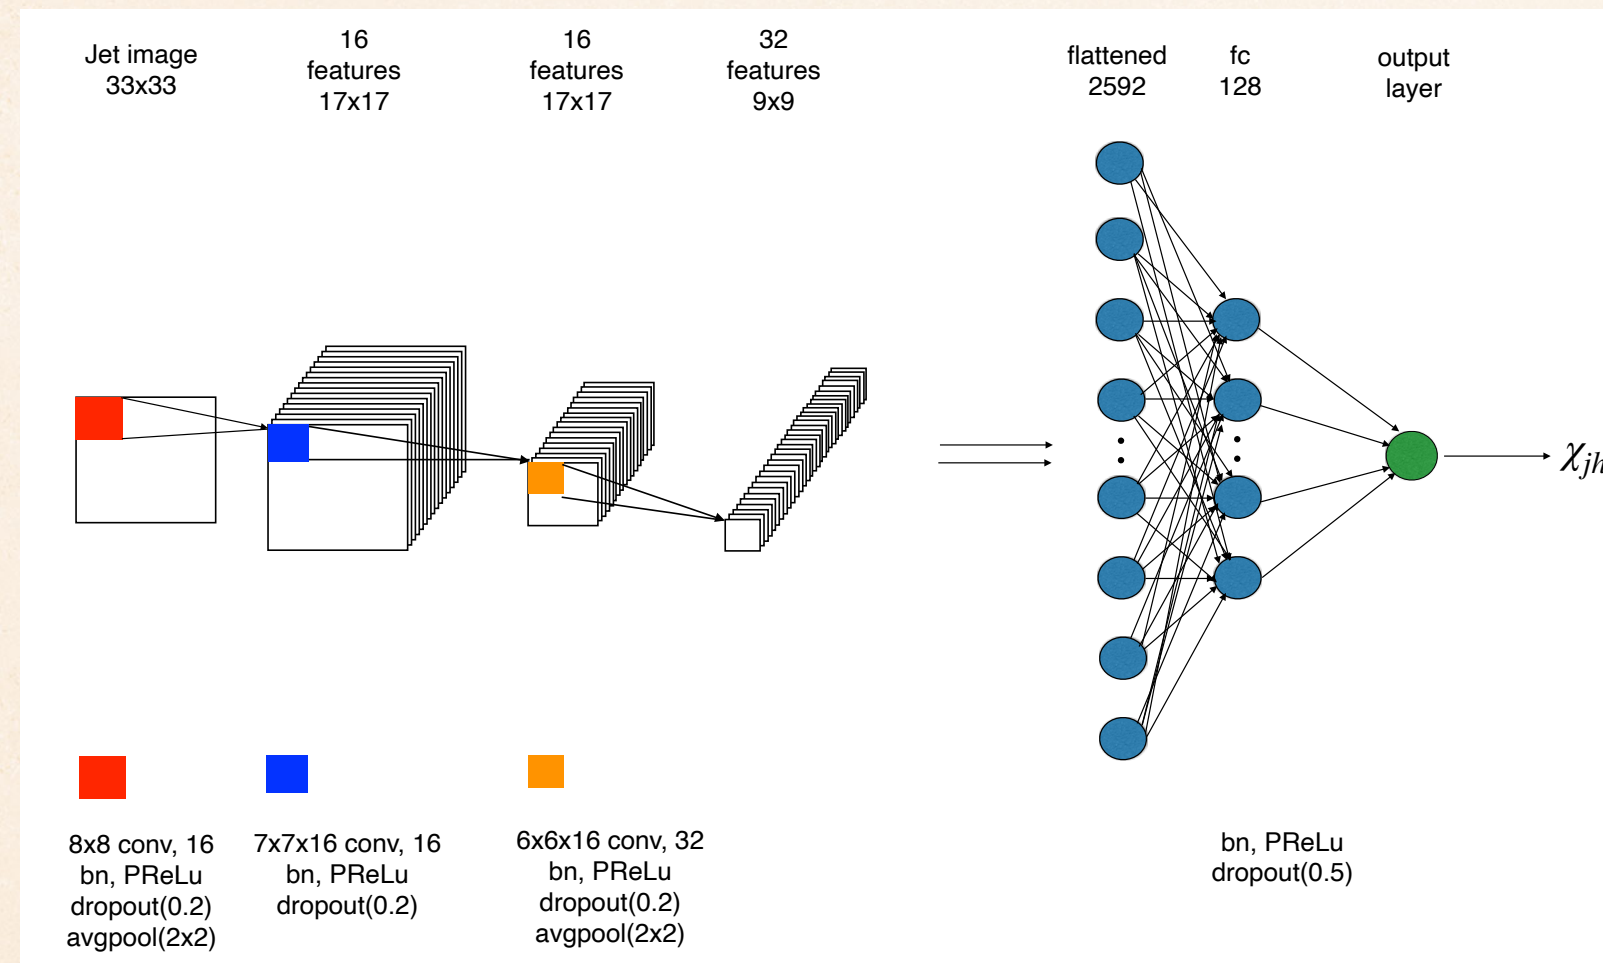 Jet image
33x33
16
features
17x17
16
features
17x17
32
features
9x9
flattened
2592
fc
128
output
layer
χjh
8x8 conv, 16
bn, PReLu
dropout(0.2)
avgpool(2x2)
7x7x16 conv, 16
bn, PReLu
dropout(0.2)
6x6x16 conv, 32
bn, PReLu
dropout(0.2)
avgpool(2x2)
bn, PReLu
dropout(0.5)